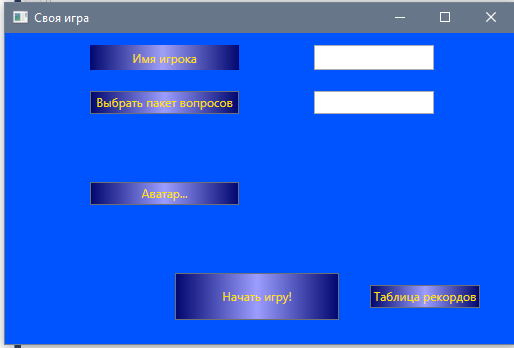 Своя игра
Имя игрока
Выбрать пакет вопросов
Аватар...
Начать игру!
Таблица рекордов